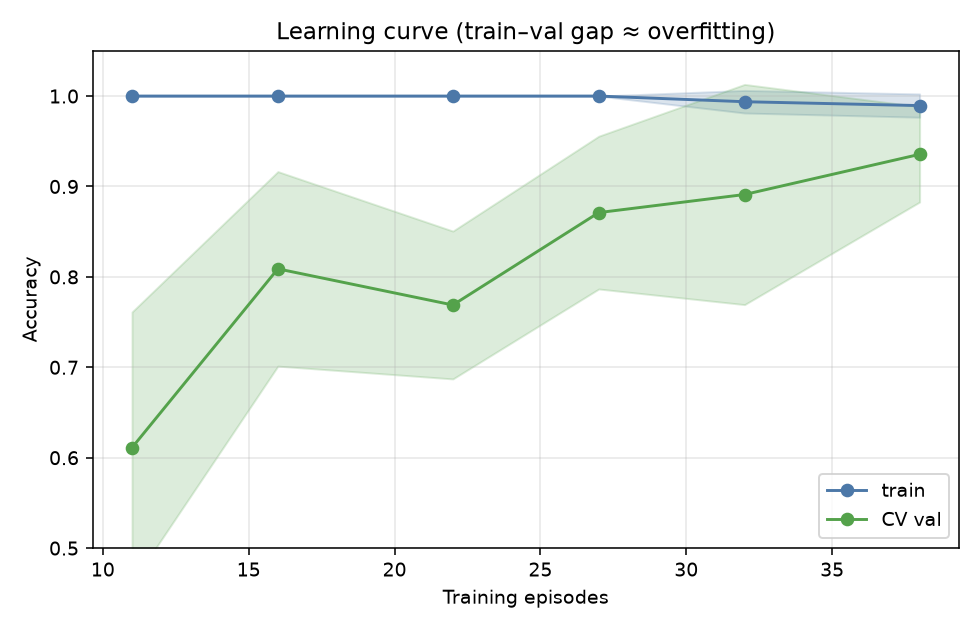 Learning curve (train–val gap ≈ overfitting)
1.0
0.9
0.8
0.7
0.6
0.5
Accuracy
10 15 20 25 30 35
Training episodes
train
CV val